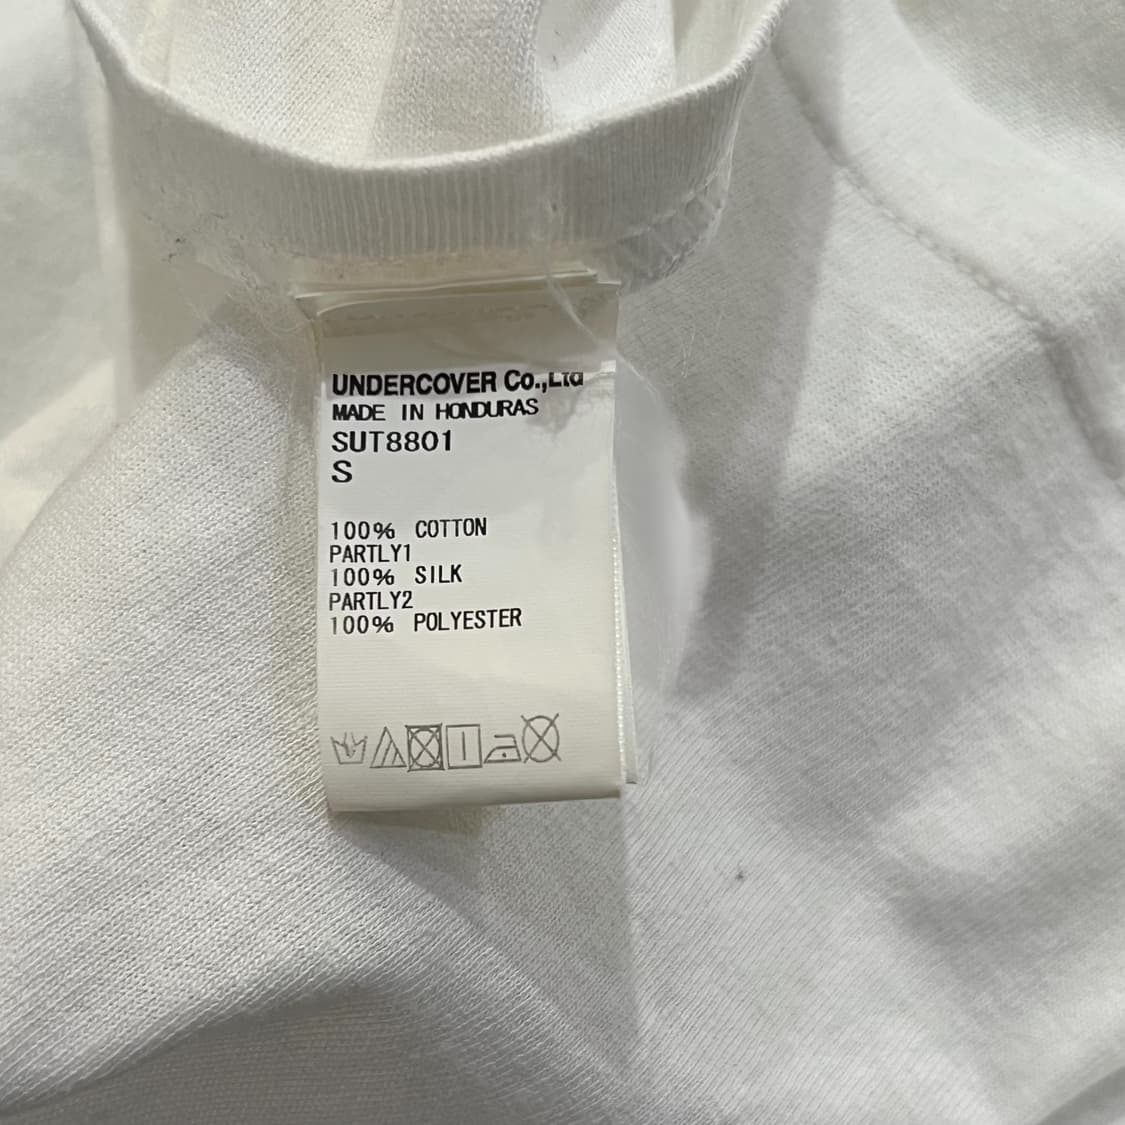 UNDERCOVER Co.,Ltd
MADE IN HONDURAS
SUT8801
S
100% COTTON
PARTLY1
100% SILK
PARTLY2
100% POLYESTER